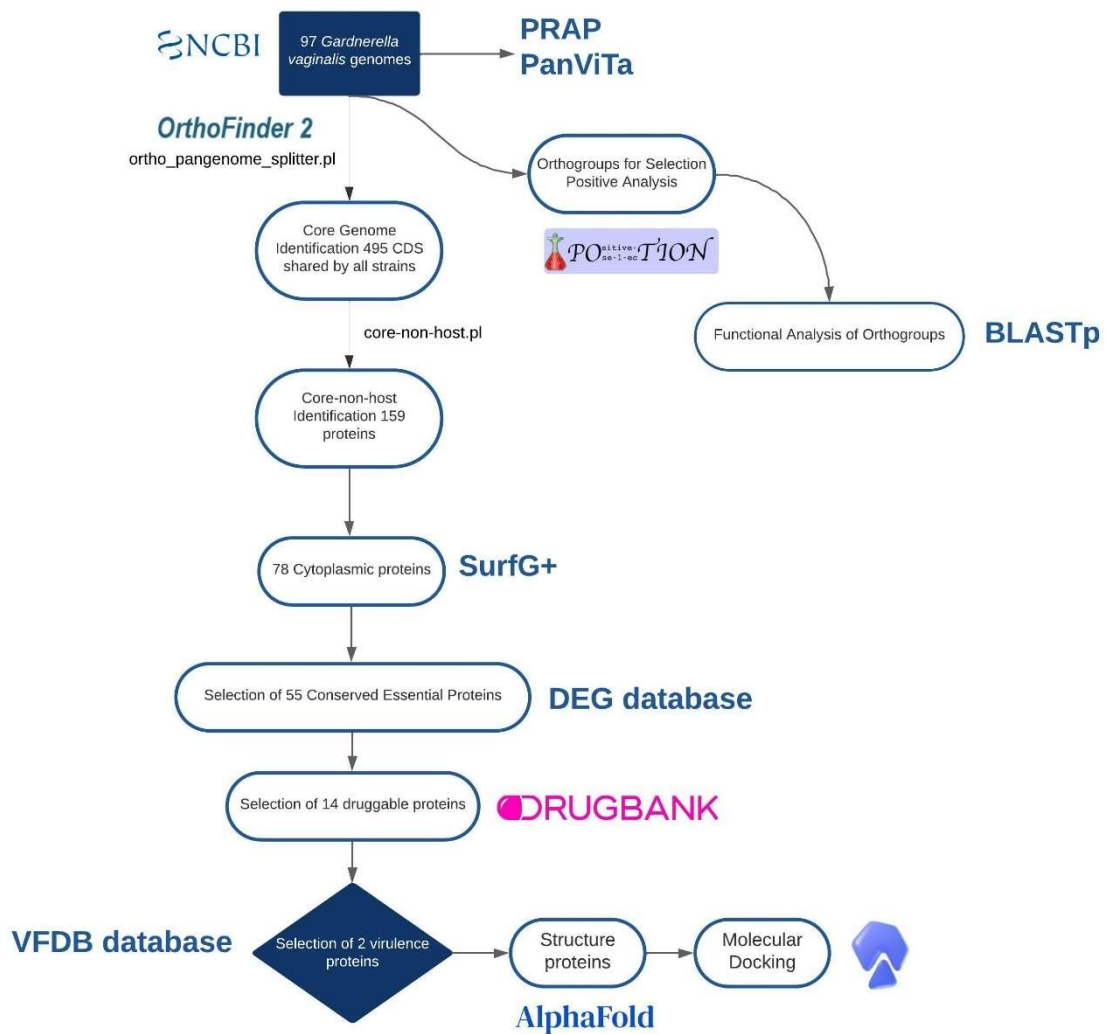 NCBI
97 Gardnerella
vaginalis genomes
PRAP
PanViTa
OrthoFinder 2
ortho_pangenome_splitter.pl
Orthogroups for Selection
Positive Analysis
POsitive-
se-l-ecTION
Core Genome
Identification 495 CDS
shared by all strains
Functional Analysis of Orthogroups
BLASTp
core-non-host.pl
Core-non-host
Identification 159
proteins
78 Cytoplasmic proteins
SurfG+
Selection of 55 Conserved Essential Proteins
DEG database
Selection of 14 druggable proteins
DRUGBANK
VFDB database
Selection of 2 virulence
proteins
Structure
proteins
Molecular
Docking
AlphaFold